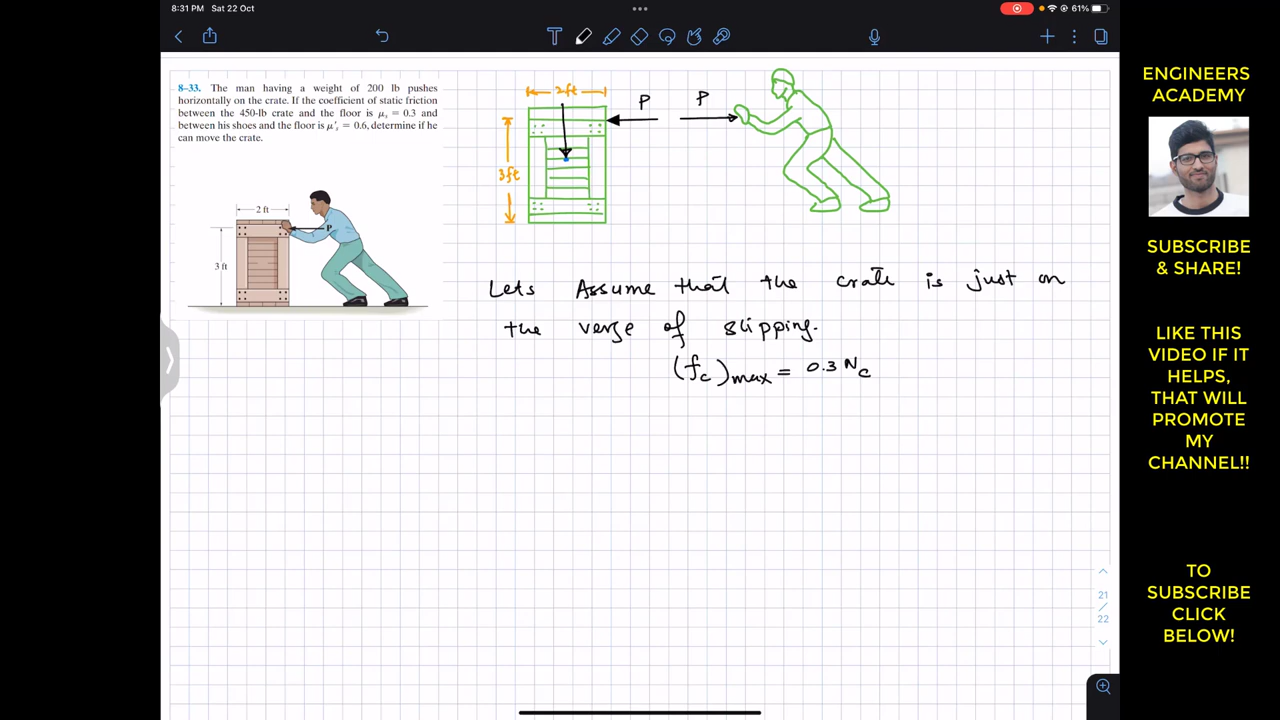 8:31 PM Sat 22 Oct
61%
8–33. The man having a weight of 200 lb pushes
horizontally on the crate. If the coefficient of static friction
between the 450-lb crate and the floor is μs = 0.3 and
between his shoes and the floor is μ's = 0.6, determine if he
can move the crate.
2 ft
P
3 ft
2ft
P
P
3ft
Lets Assume that the crate is just on
the verge of slipping.
(fc)max = 0.3 Nc
21
/
22
ENGINEERS
ACADEMY
SUBSCRIBE
& SHARE!
LIKE THIS
VIDEO IF IT
HELPS,
THAT WILL
PROMOTE
MY
CHANNEL!!
TO
SUBSCRIBE
CLICK
BELOW!